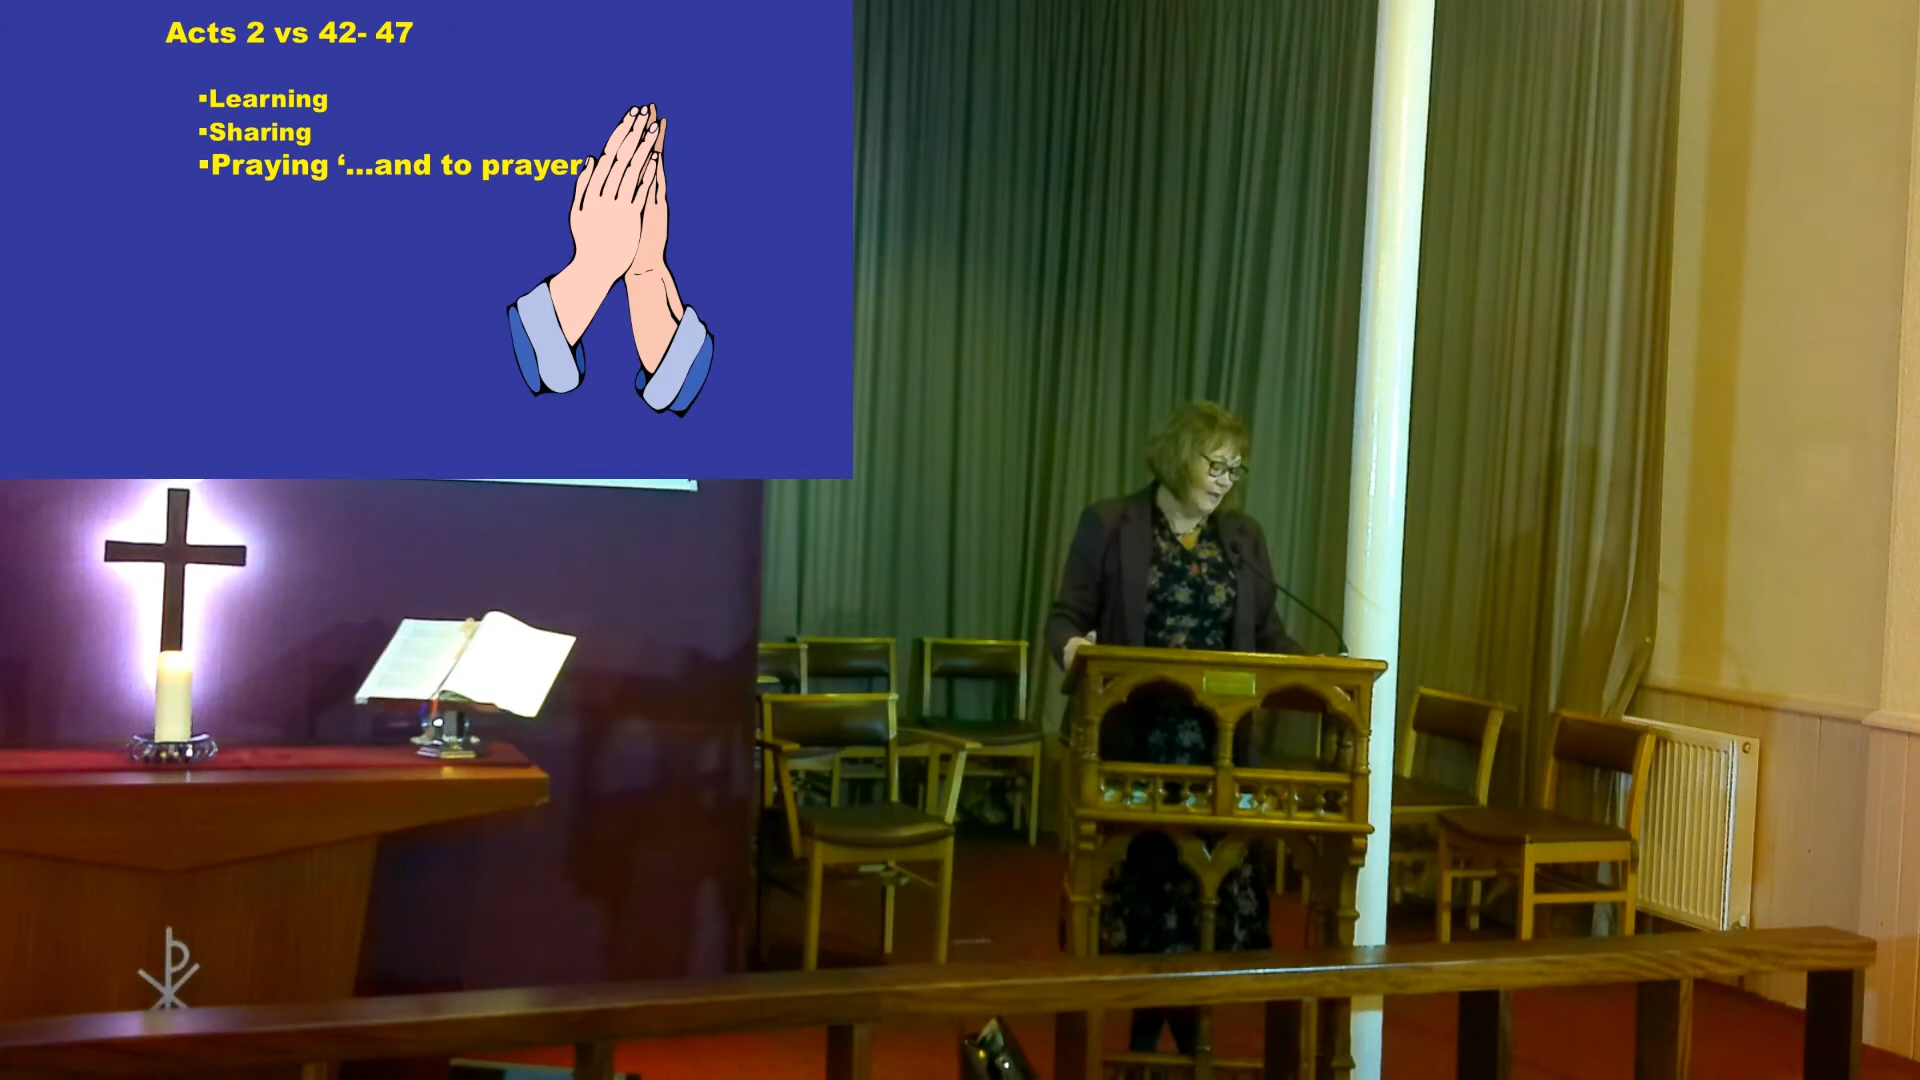 Acts 2 vs 42- 47
▪Learning
▪Sharing
▪Praying ‘...and to prayer